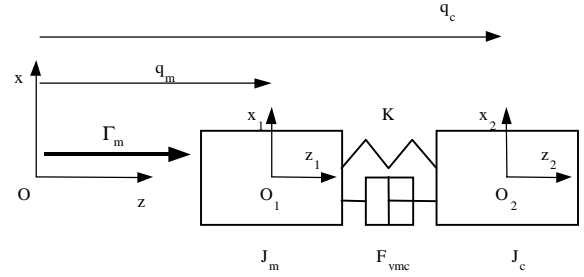 q_c
q_m
x
x_1
K
x_2
Γ_m
z_1
z_2
O
z
O_1
O_2
J_m
F_vmc
J_c